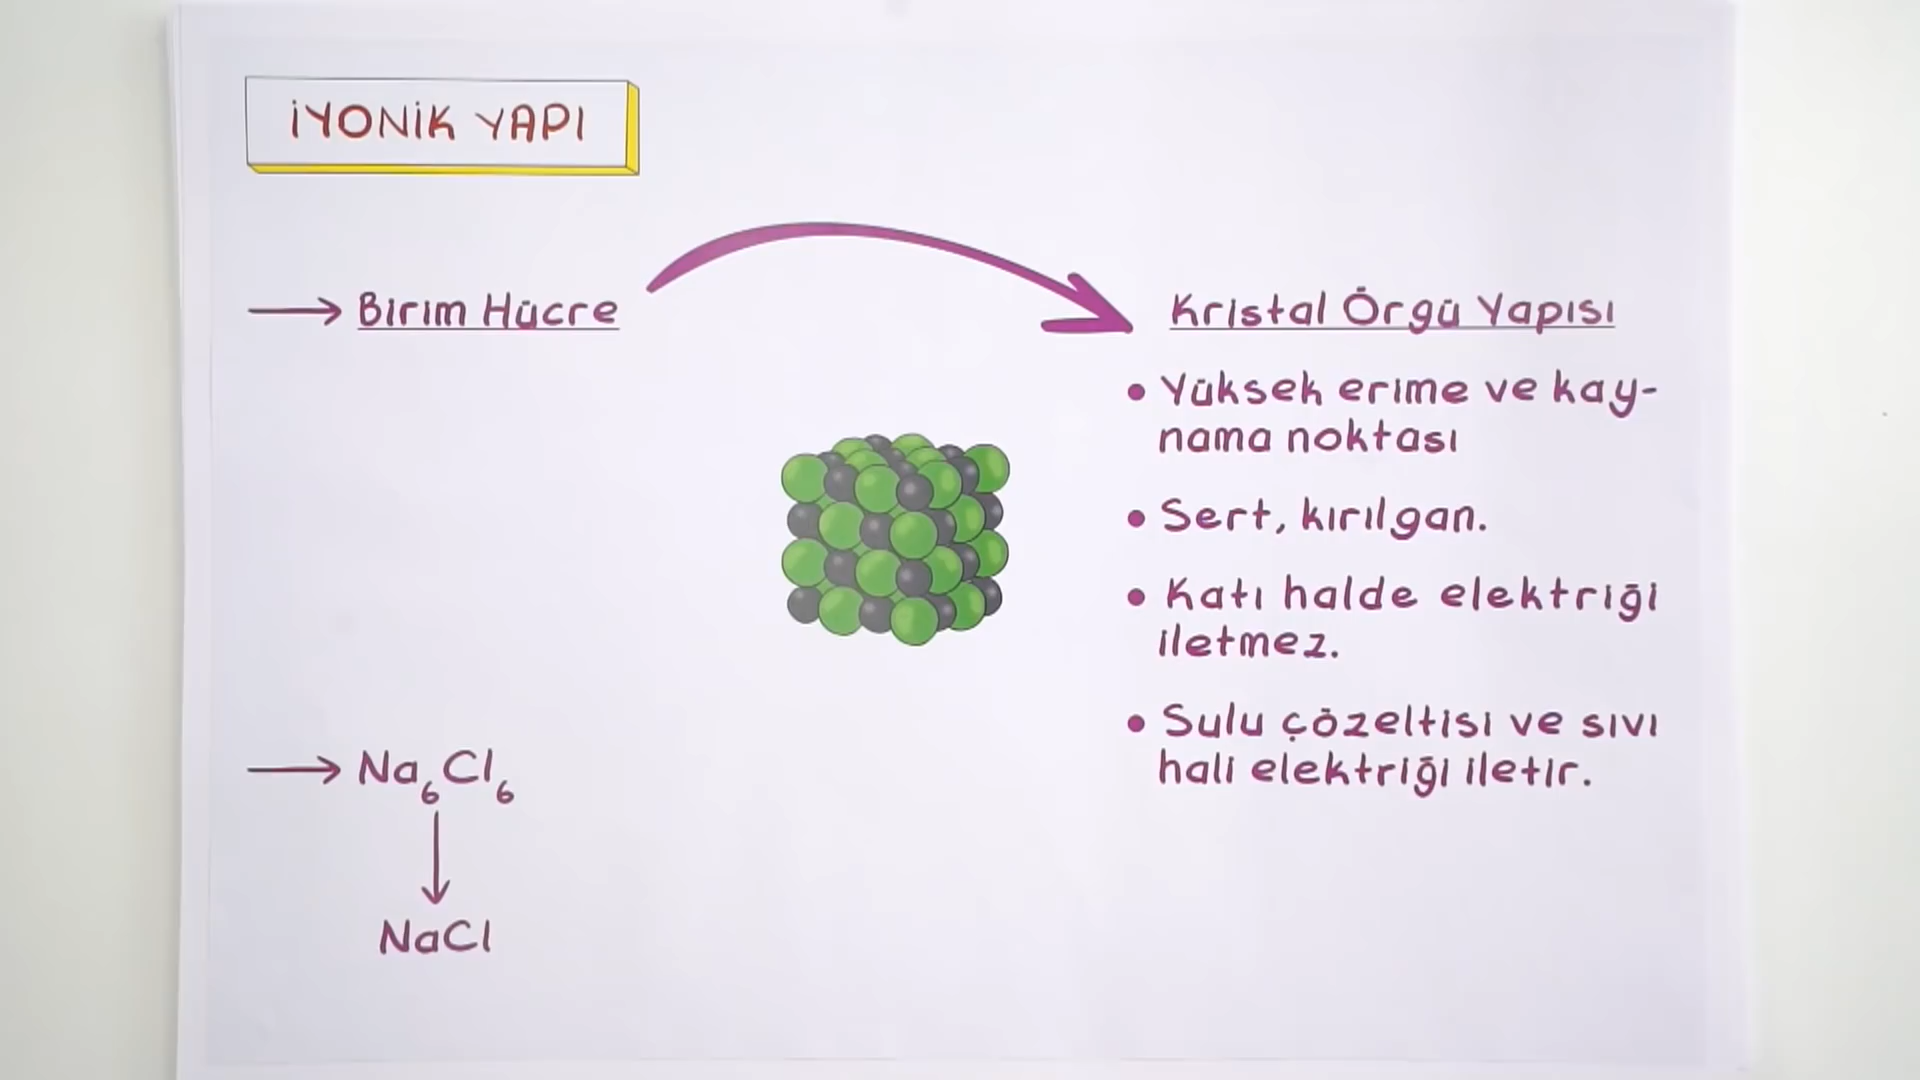 İYONİK YAPI
Birim Hücre
Na₆Cl₆
NaCl
Kristal Örgü Yapısı
• Yüksek erime ve kay-
nama noktası
• Sert, kırılgan.
• Katı halde elektriği
iletmez.
• Sulu çözeltisi ve sıvı
hali elektriği iletir.